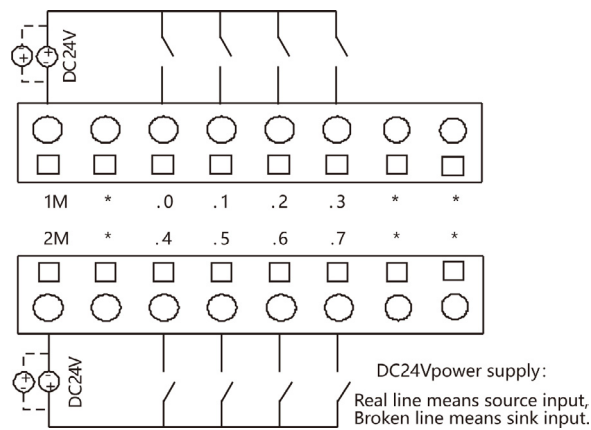 DC24V
1M * .0 .1 .2 .3 * *
2M * .4 .5 .6 .7 * *
DC24V
DC24Vpower supply:
Real line means source input,
Broken line means sink input.